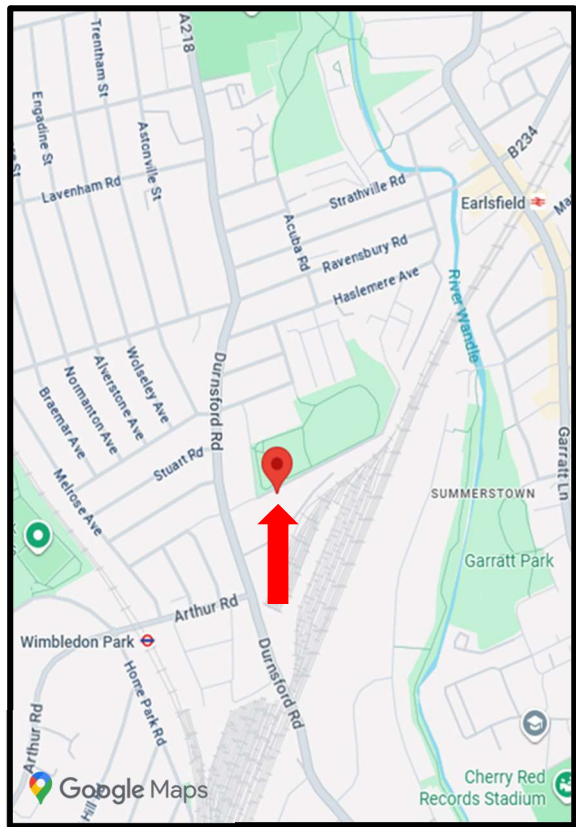 A218
Trentham St
Engadine St
Astonville St
Lavenham Rd
B234
Strathville Rd
Earlsfield
Acuba Rd
Ravensbury Rd
Haslemere Ave
River Wandle
Durnsford Rd
Wolseley Ave
Alverstone Ave
Normanton Ave
Braemar Ave
Stuart Rd
Melrose Ave
Garratt Ln
SUMMERSTOWN
Garratt Park
Arthur Rd
Wimbledon Park
Durnsford Rd
Home Park Rd
Arthur Rd
Hill Rd
Google Maps
Cherry Red
Records Stadium